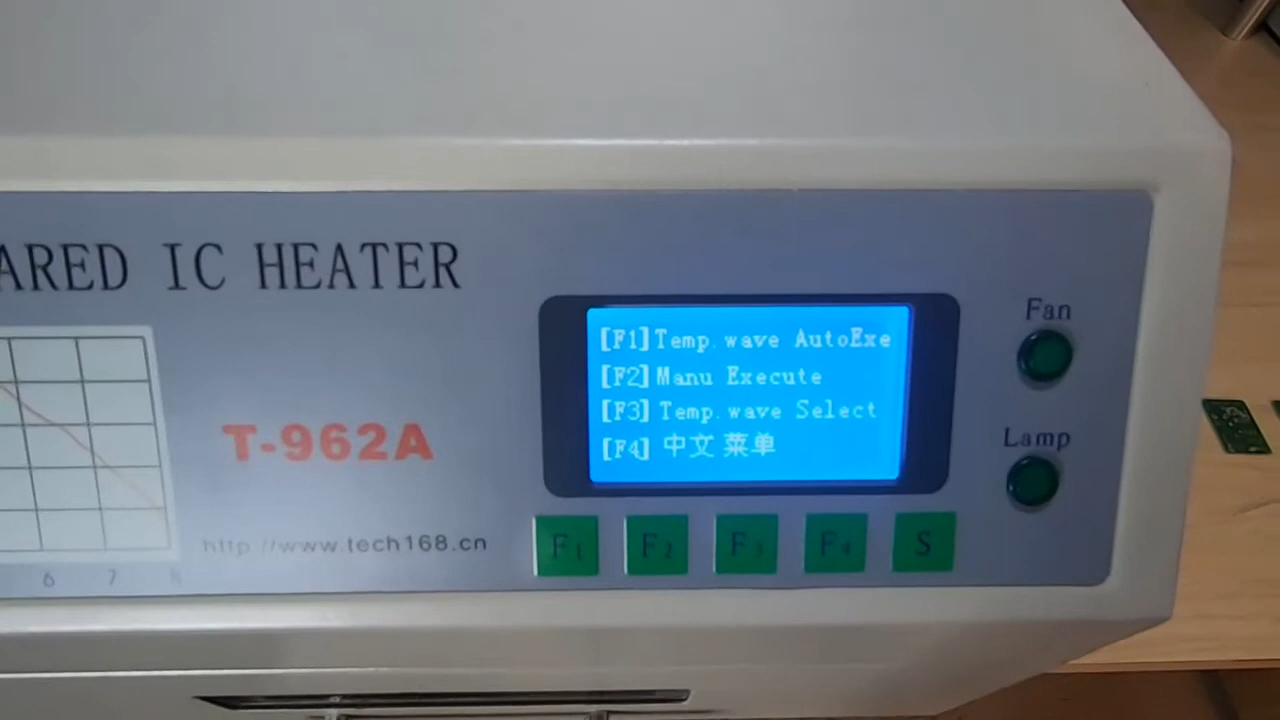 ARED IC HEATER
Fan
[F1] Temp.wave AutoExe
[F2] Manu Execute
[F3] Temp.wave Select
[F4] 中文 菜单
Lamp
T-962A
http://www.tech168.cn
F1 F2 F3 F4 S
6 7 8